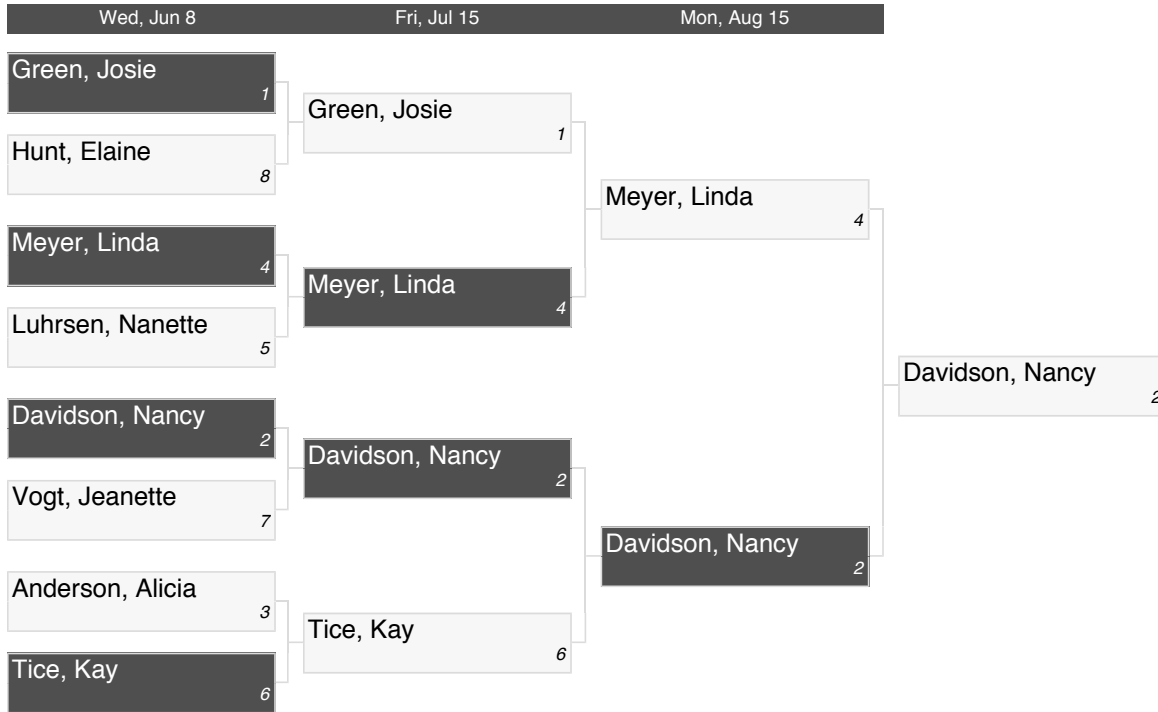 Wed, Jun 8
Fri, Jul 15
Mon, Aug 15
Green, Josie
1
Hunt, Elaine
8
Meyer, Linda
4
Luhrsen, Nanette
5
Davidson, Nancy
2
Vogt, Jeanette
7
Anderson, Alicia
3
Tice, Kay
6
Green, Josie
1
Meyer, Linda
4
Davidson, Nancy
2
Tice, Kay
6
Meyer, Linda
4
Davidson, Nancy
2
Davidson, Nancy
2